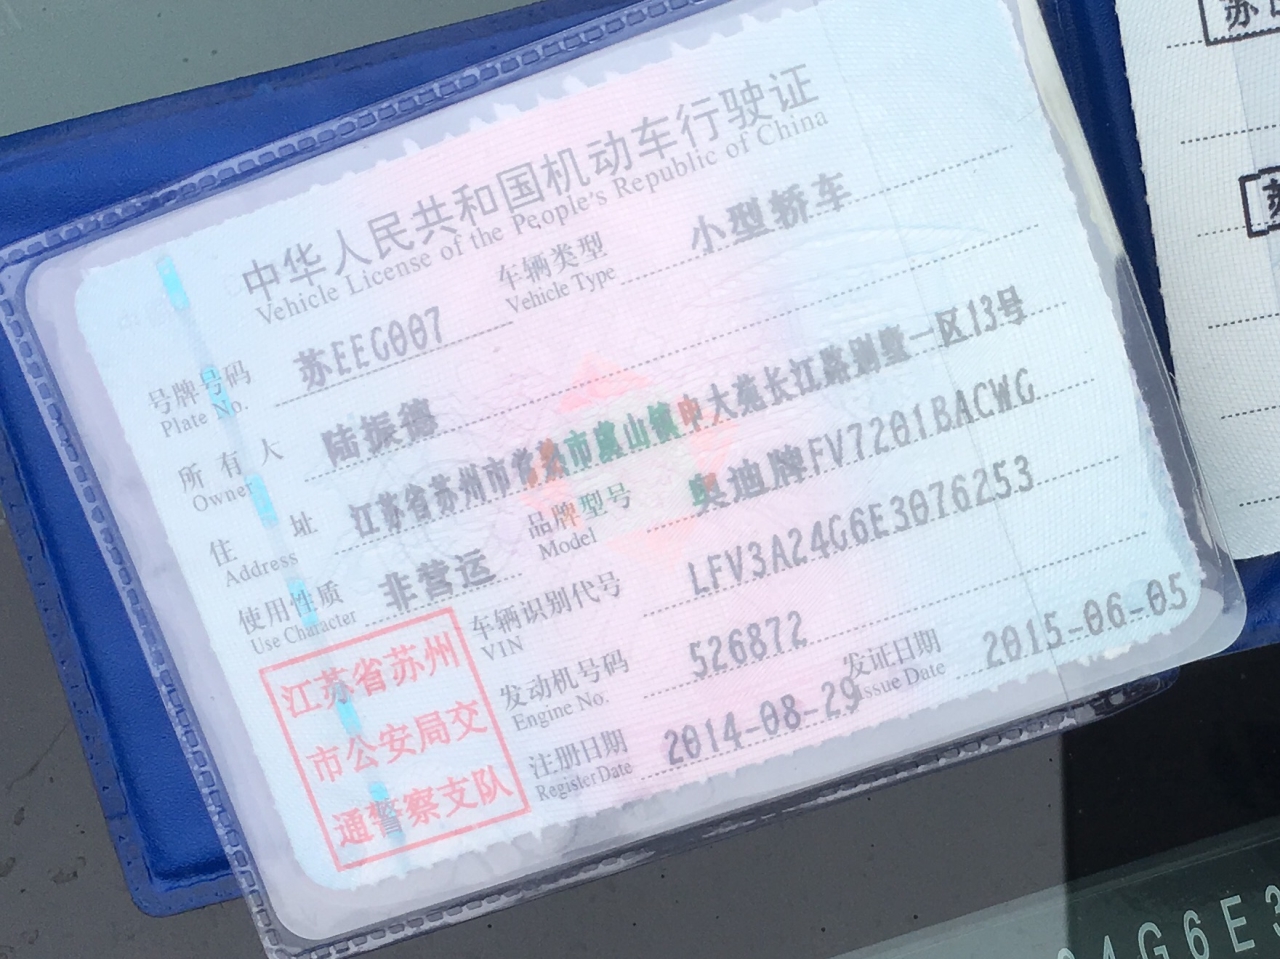 中华人民共和国机动车行驶证
Vehicle License of the People's Republic of China
号牌号码 苏EEG007 车辆类型 小型轿车
Plate No. Vehicle Type
所有人 陆振德
Owner
住址 江苏省苏州市常熟市虞山镇中大苑长江路别墅一区13号
Address
使用性质 非营运 品牌型号 奥迪牌FV7201BACWG
Use Character Model
车辆识别代号 LFV3A24G6E3076253
VIN
发动机号码 526872
Engine No.
注册日期 2014-08-29 发证日期 2015-06-05
Register Date Issue Date
江苏省苏州
市公安局交
通警察支队
苏
苏
4G6E3